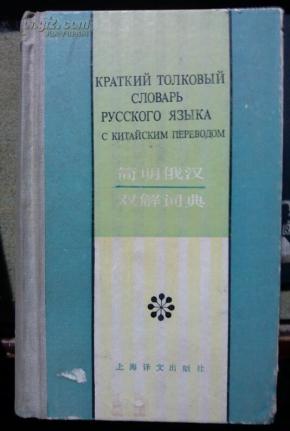 КРАТКИЙ ТОЛКОВЫЙ
СЛОВАРЬ
РУССКОГО ЯЗЫКА
С КИТАЙСКИМ ПЕРЕВОДОМ
简明俄汉
双解词典
上海译文出版社